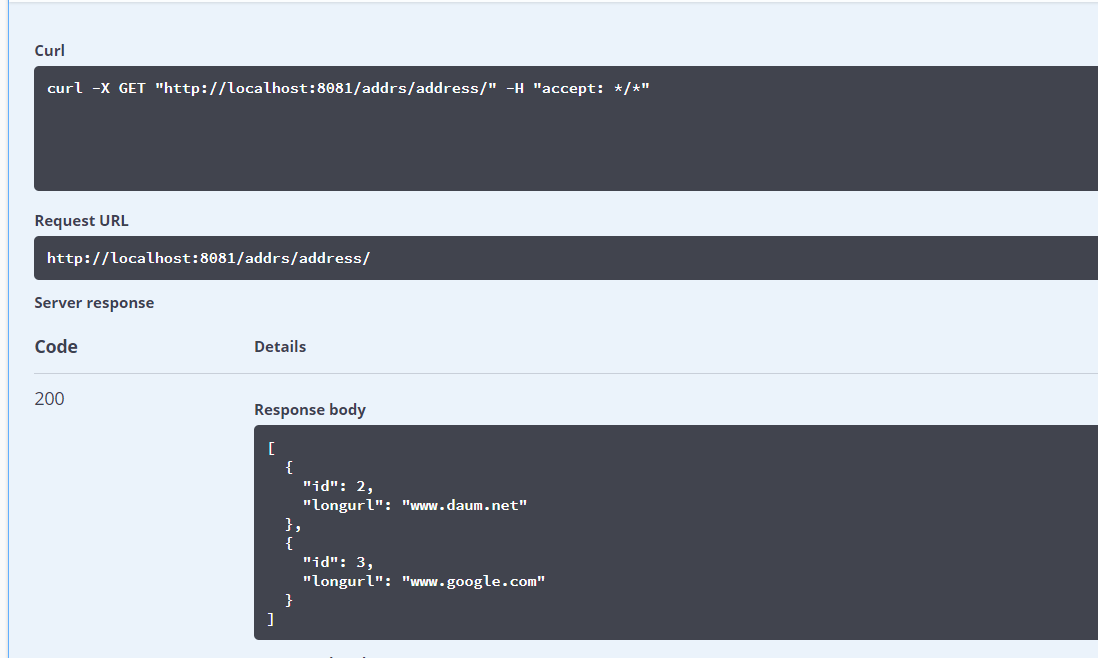 Curl
curl -X GET "http://localhost:8081/addrs/address/" -H "accept: */*"
Request URL
http://localhost:8081/addrs/address/
Server response
Code Details
200
Response body
[
  {
    "id": 2,
    "longurl": "www.daum.net"
  },
  {
    "id": 3,
    "longurl": "www.google.com"
  }
]